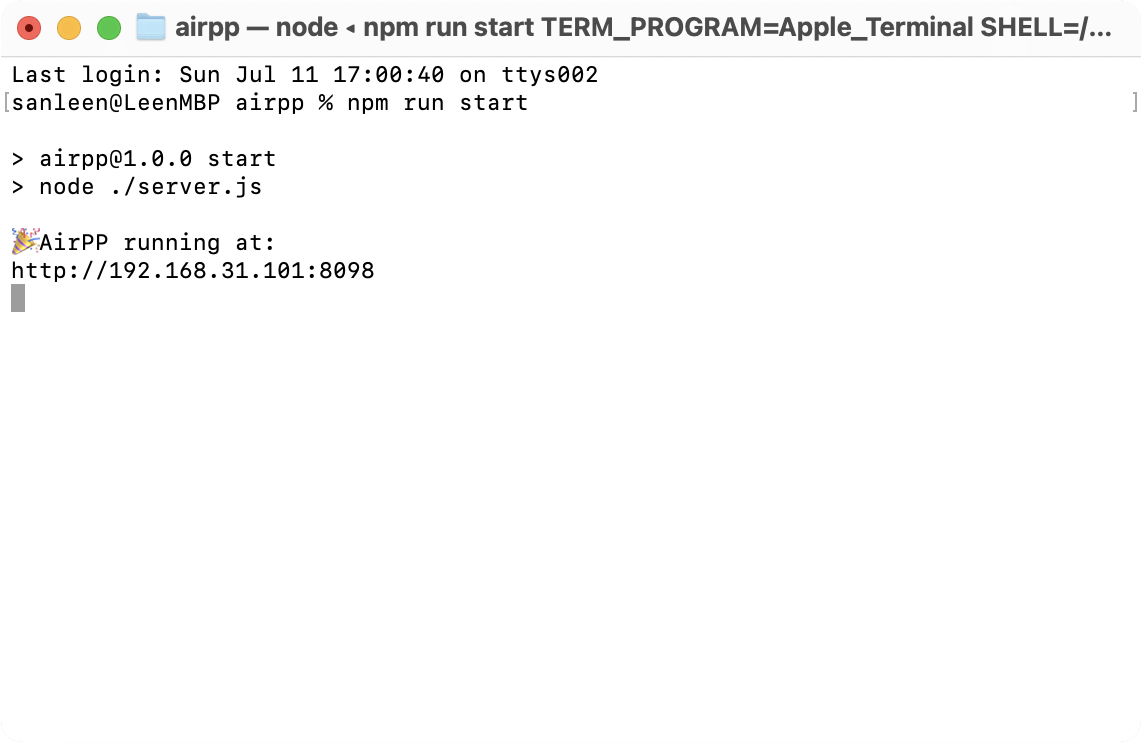 airpp — node ◂ npm run start TERM_PROGRAM=Apple_Terminal SHELL=/...
Last login: Sun Jul 11 17:00:40 on ttys002
[sanleen@LeenMBP airpp % npm run start ]
> airpp@1.0.0 start
> node ./server.js
🎉AirPP running at:
http://192.168.31.101:8098